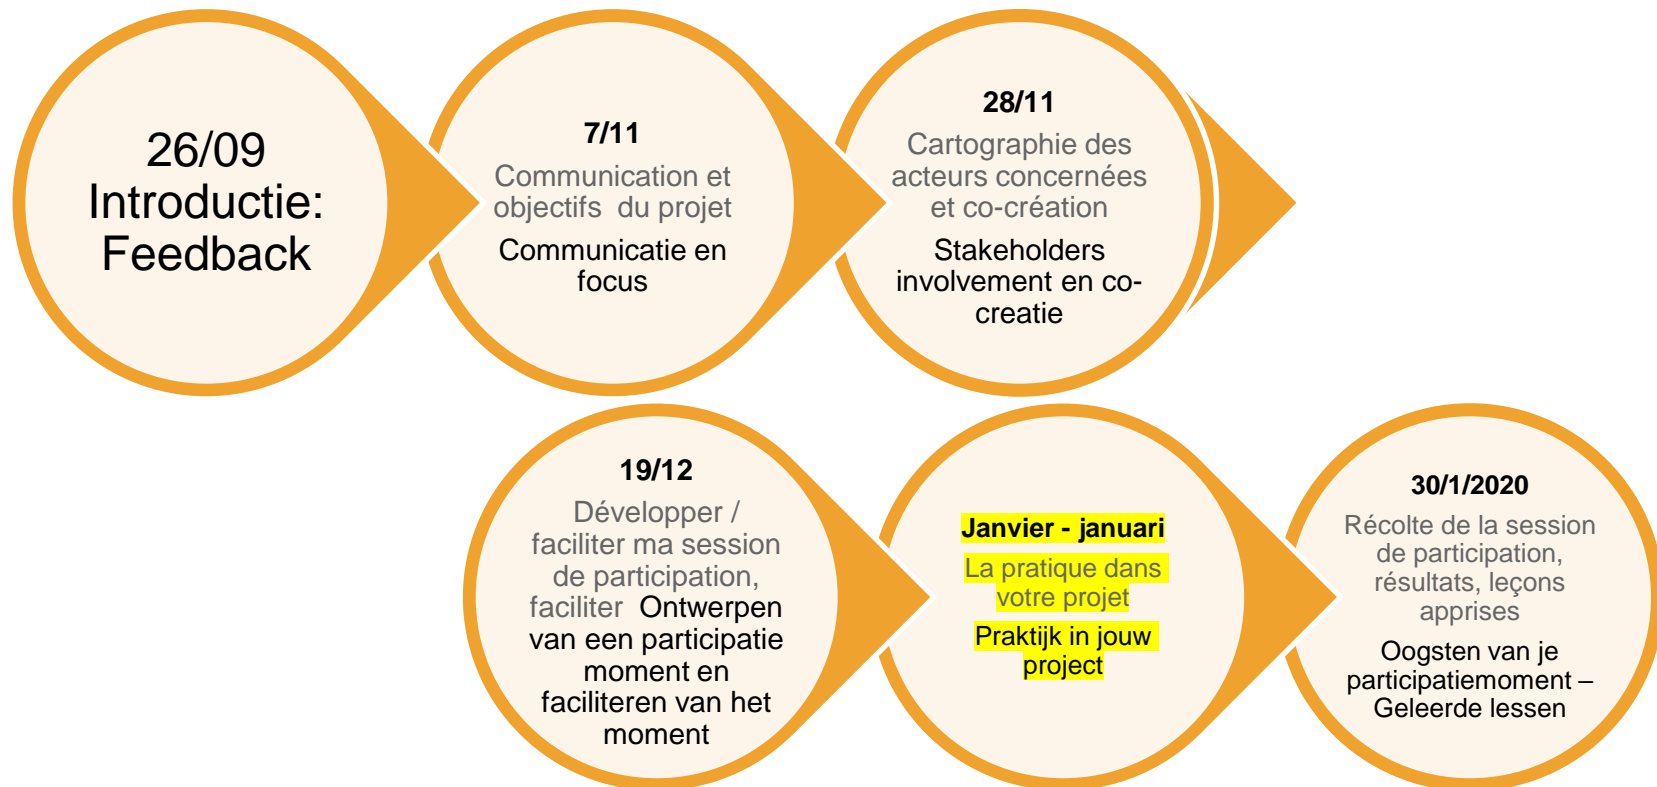 26/09
Introductie:
Feedback
7/11
Communication et
objectifs  du projet
Communicatie en
focus
28/11
Cartographie des
acteurs concernées
et co-création
Stakeholders
involvement en co-
creatie
19/12
Développer /
faciliter ma session
de participation,
faciliter  Ontwerpen
van een participatie
moment en
faciliteren van het
moment
Janvier - januari
La pratique dans
votre projet
Praktijk in jouw
project
30/1/2020
Récolte de la session
de participation,
résultats, leçons
apprises
Oogsten van je
participatiemoment –
Geleerde lessen